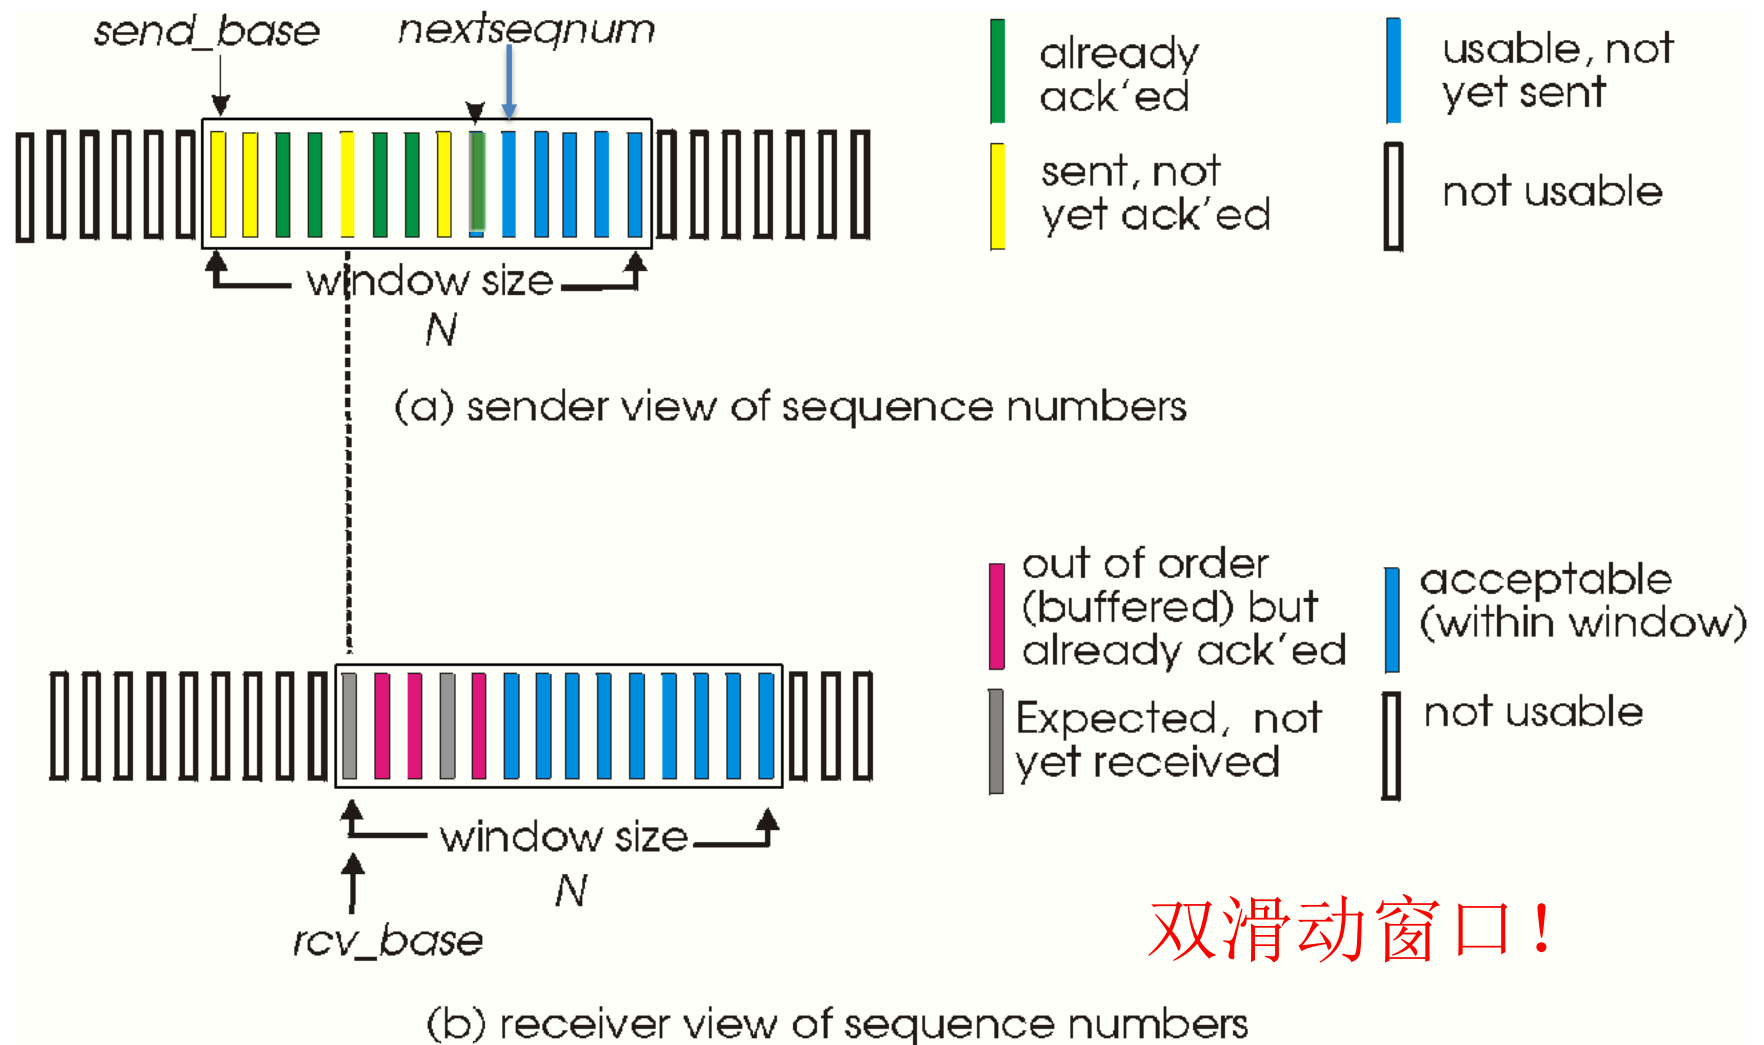 send_base
nextseqnum
already
ack'ed
usable, not
yet sent
sent, not
yet ack'ed
not usable
window size
N
(a) sender view of sequence numbers
out of order
(buffered) but
already ack'ed
acceptable
(within window)
Expected, not
yet received
not usable
window size
N
rcv_base
双滑动窗口!
(b) receiver view of sequence numbers